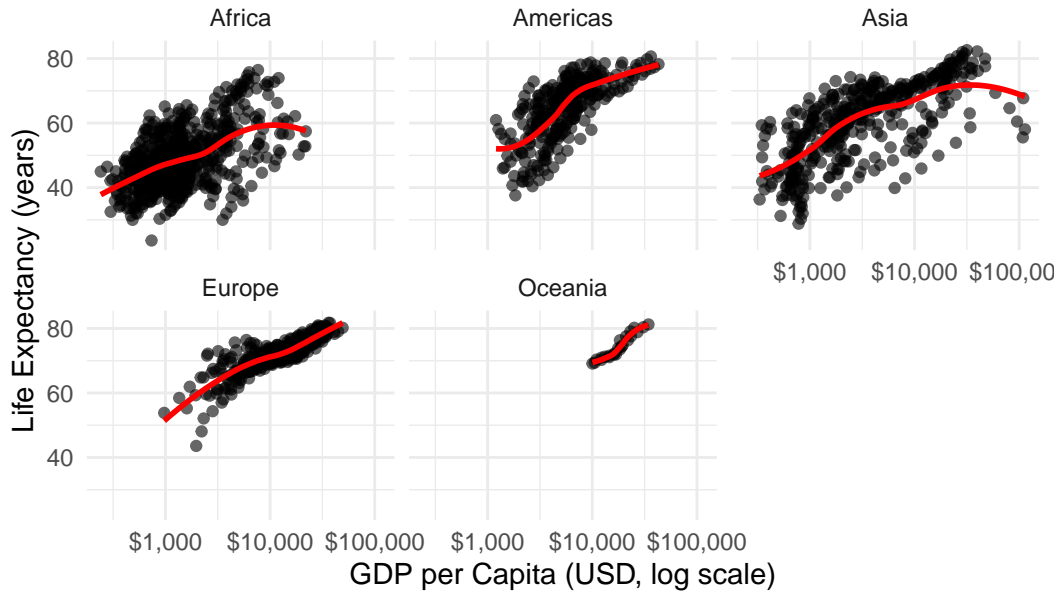 Africa
Americas
Asia
80
60
40
$1,000
$10,000
$100,0
Europe
Oceania
80
60
40
$1,000
$10,000
$100,000
$1,000
$10,000
$100,000
Life Expectancy (years)
GDP per Capita (USD, log scale)